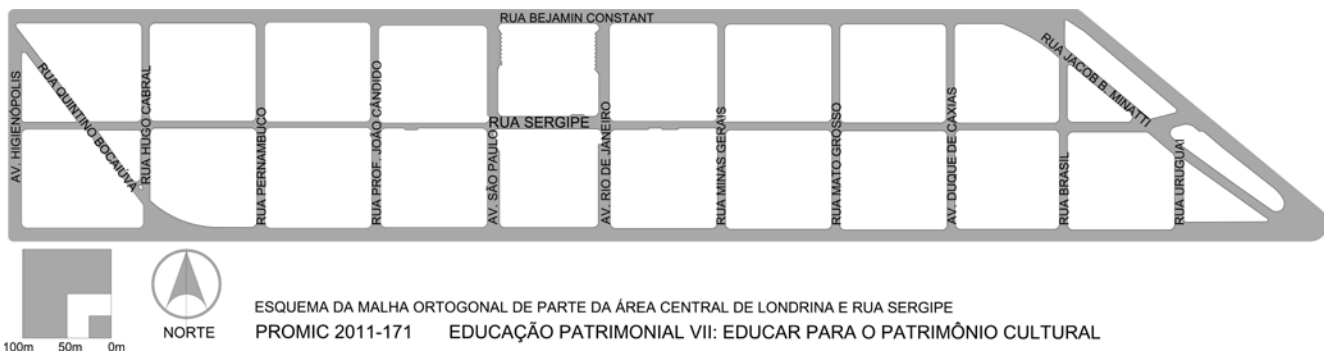 RUA BEJAMIN CONSTANT
AV. HIGIENÓPOLIS
RUA QUINTINO BOCAIÚVA
RUA HUGO CABRAL
RUA PERNAMBUCO
RUA PROF. JOÃO CÂNDIDO
AV. SÃO PAULO
RUA SERGIPE
AV. RIO DE JANEIRO
RUA MINAS GERAIS
RUA MATO GROSSO
AV. DUQUE DE CAXIAS
RUA BRASIL
RUA JACOB B. MINATTI
RUA URUGUAI
100m 50m 0m
NORTE
ESQUEMA DA MALHA ORTOGONAL DE PARTE DA ÁREA CENTRAL DE LONDRINA E RUA SERGIPE
PROMIC 2011-171 EDUCAÇÃO PATRIMONIAL VII: EDUCAR PARA O PATRIMÔNIO CULTURAL